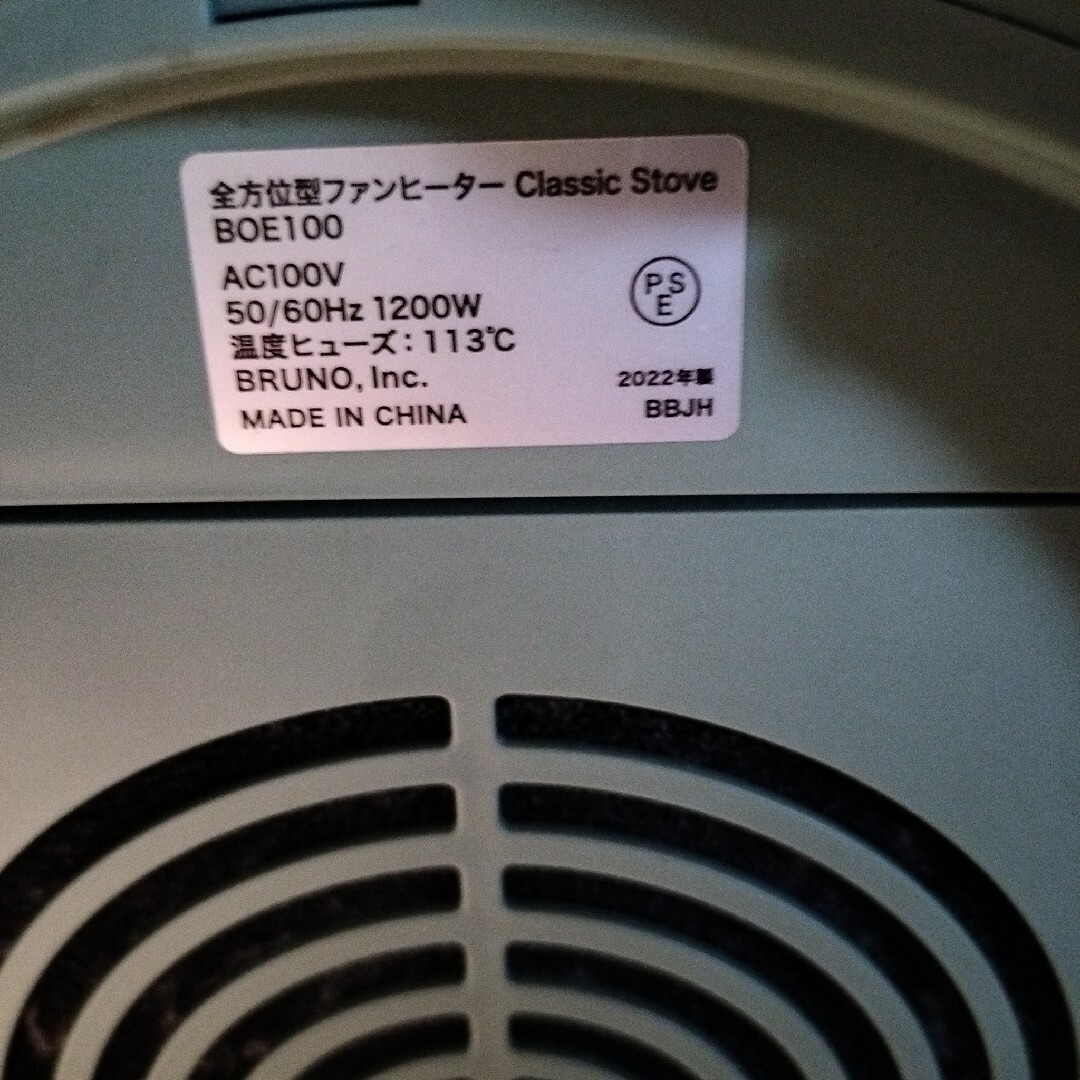 全方位型ファンヒーター Classic Stove
BOE100
AC100V
50/60Hz 1200W
温度ヒューズ：113℃
BRUNO, Inc.
MADE IN CHINA
PSE
2022年製
BBJH